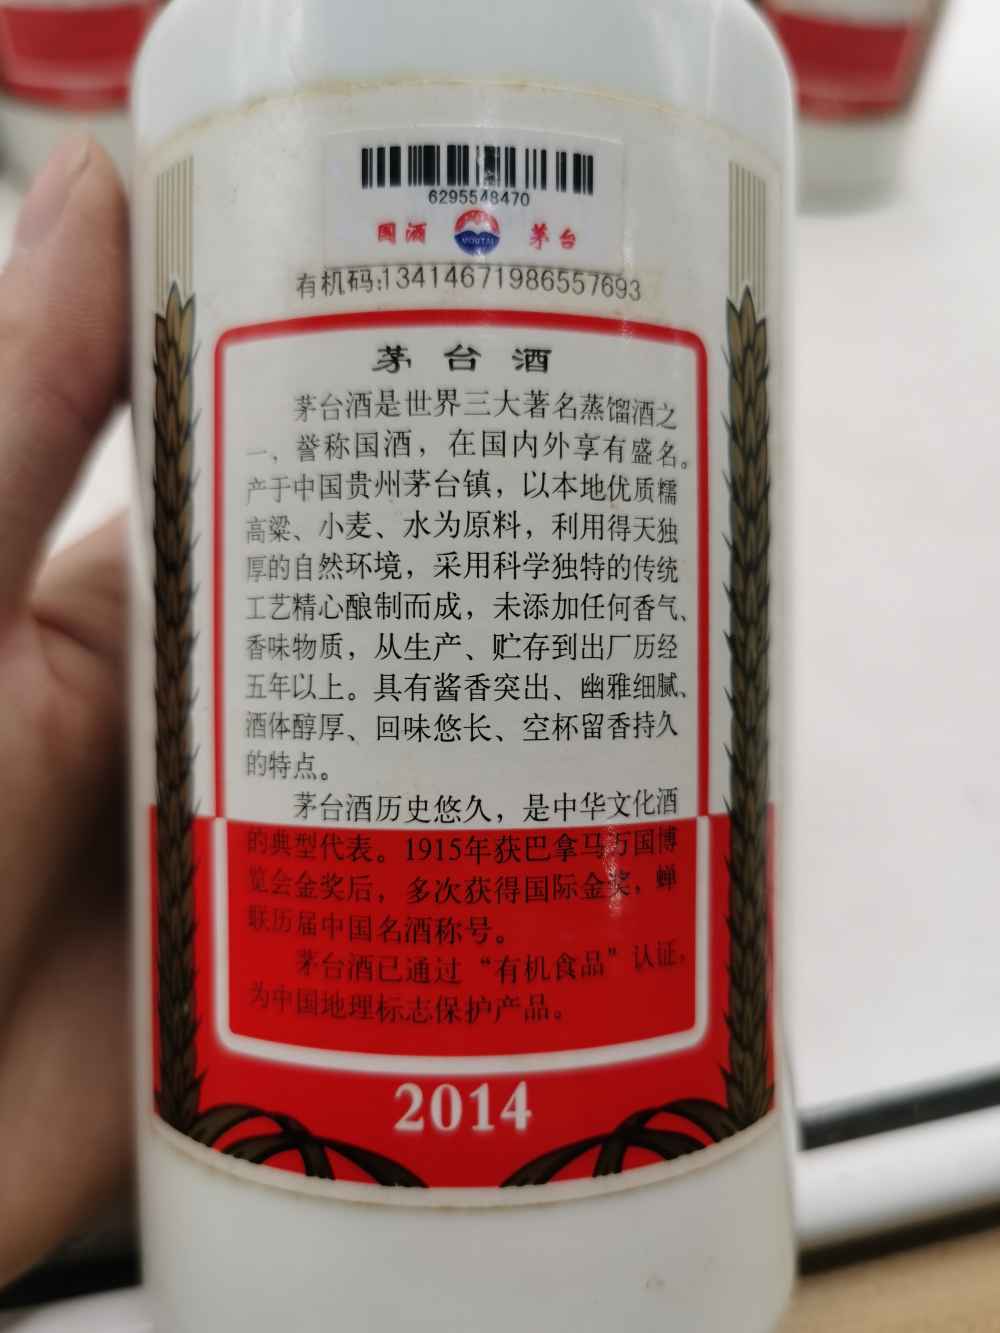 6295548470
国酒 MOUTAI 茅台
有机码:13414671986557693
茅台酒
茅台酒是世界三大著名蒸馏酒之
一，誉称国酒，在国内外享有盛名。
产于中国贵州茅台镇，以本地优质糯
高粱、小麦、水为原料，利用得天独
厚的自然环境，采用科学独特的传统
工艺精心酿制而成，未添加任何香气、
香味物质，从生产、贮存到出厂历经
五年以上。具有酱香突出、幽雅细腻、
酒体醇厚、回味悠长、空杯留香持久
的特点。
茅台酒历史悠久，是中华文化酒
的典型代表。1915年获巴拿马万国博
览会金奖后，多次获得国际金奖，蝉
联历届中国名酒称号。
茅台酒已通过“有机食品”认证，
为中国地理标志保护产品。
2014